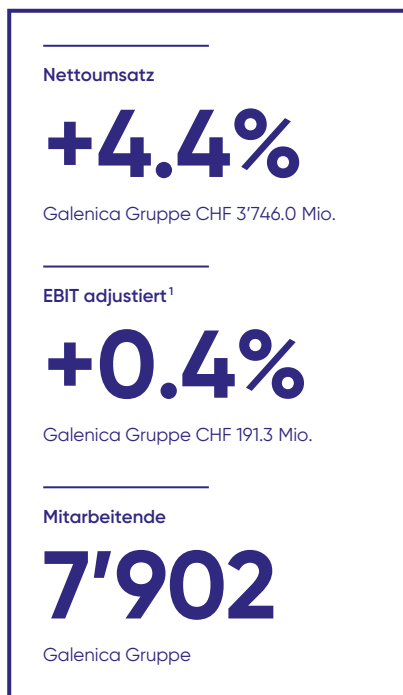 Nettoumsatz
+4.4%
Galenica Gruppe CHF 3’746.0 Mio.
EBIT adjustiert¹
+0.4%
Galenica Gruppe CHF 191.3 Mio.
Mitarbeitende
7’902
Galenica Gruppe